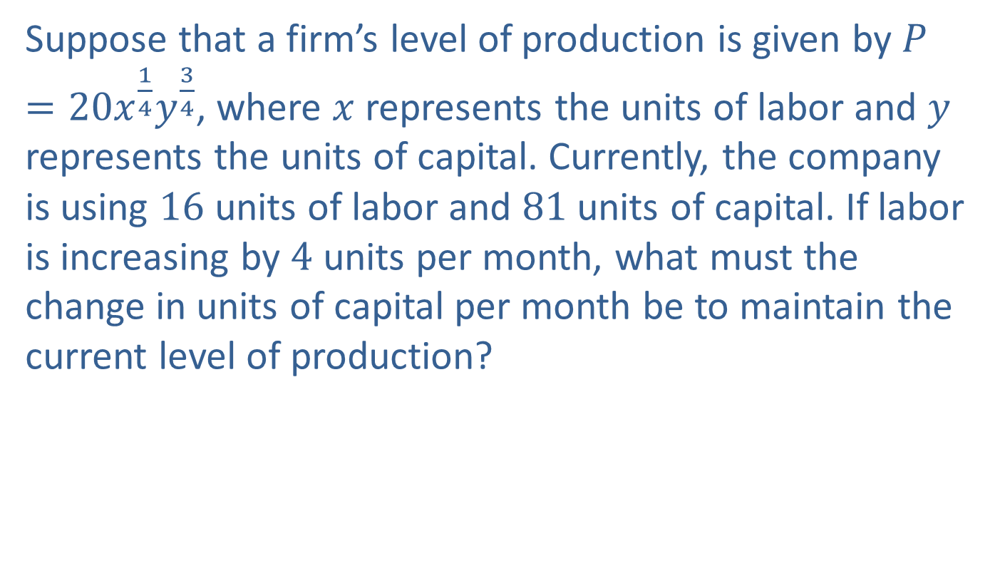 Suppose that a firm’s level of production is given by P
= 20x^{1/4}y^{3/4}, where x represents the units of labor and y
represents the units of capital. Currently, the company
is using 16 units of labor and 81 units of capital. If labor
is increasing by 4 units per month, what must the
change in units of capital per month be to maintain the
current level of production?